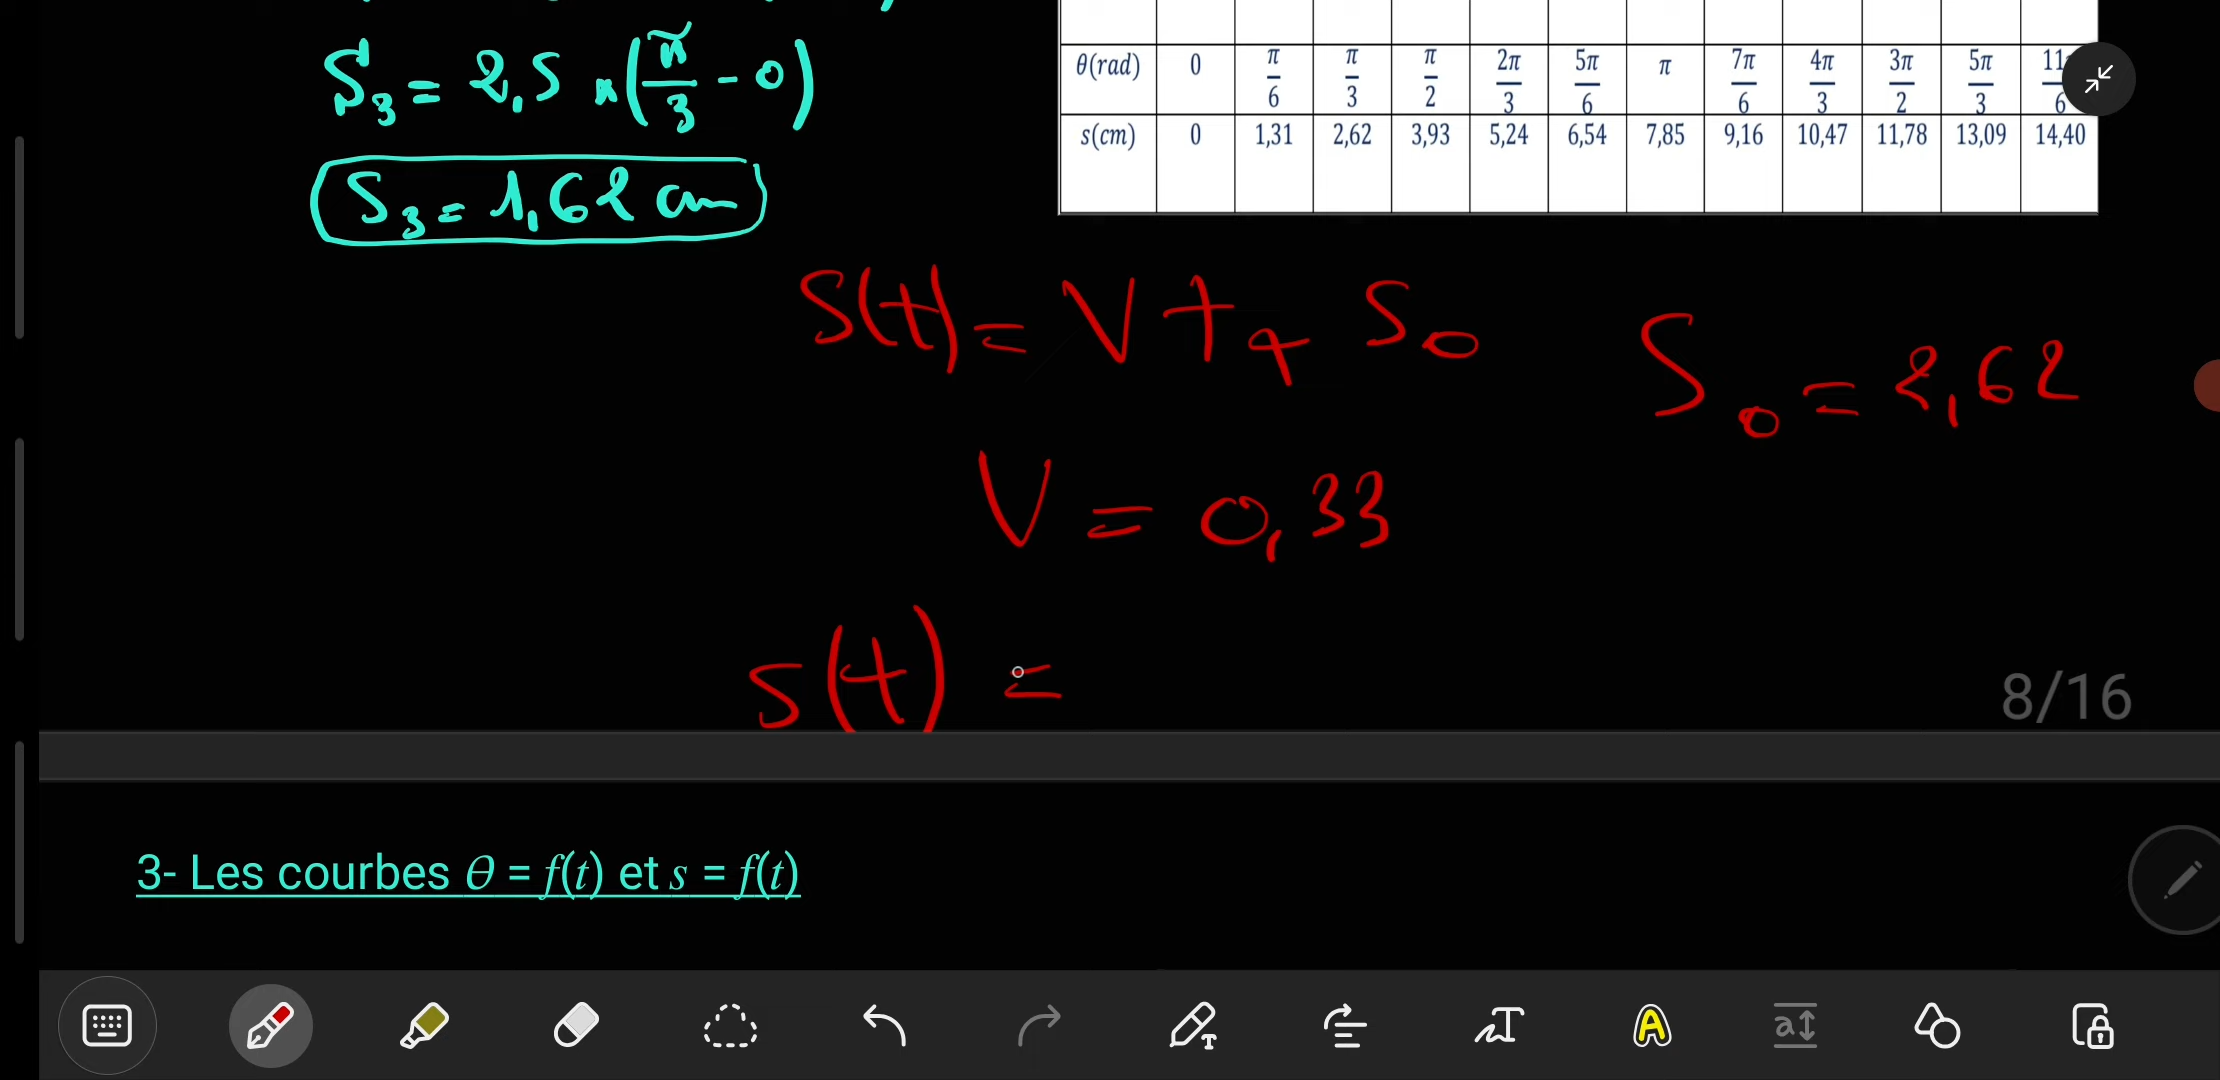 S₃ = 2,5 × (π/3 - 0)
S₃ = 1,62 cm
θ(rad) 0 π/6 π/3 π/2 2π/3 5π/6 π 7π/6 4π/3 3π/2 5π/3 11 /6
s(cm) 0 1,31 2,62 3,93 5,24 6,54 7,85 9,16 10,47 11,78 13,09 14,40
S(t) = V t + S₀
S₀ = 2,62
V = 0,33
s(t) =
8/16
3- Les courbes θ = f(t) et s = f(t)